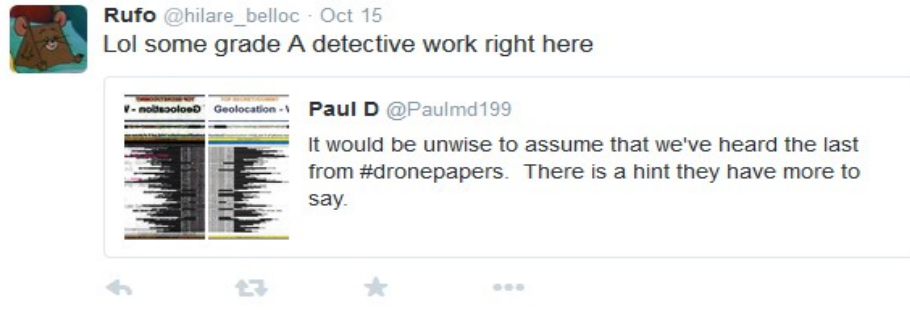 Rufo @hilare_belloc · Oct 15
Lol some grade A detective work right here
Geolocation - V
Geolocation - \
Paul D @Paulmd199
It would be unwise to assume that we've heard the last
from #dronepapers. There is a hint they have more to
say.